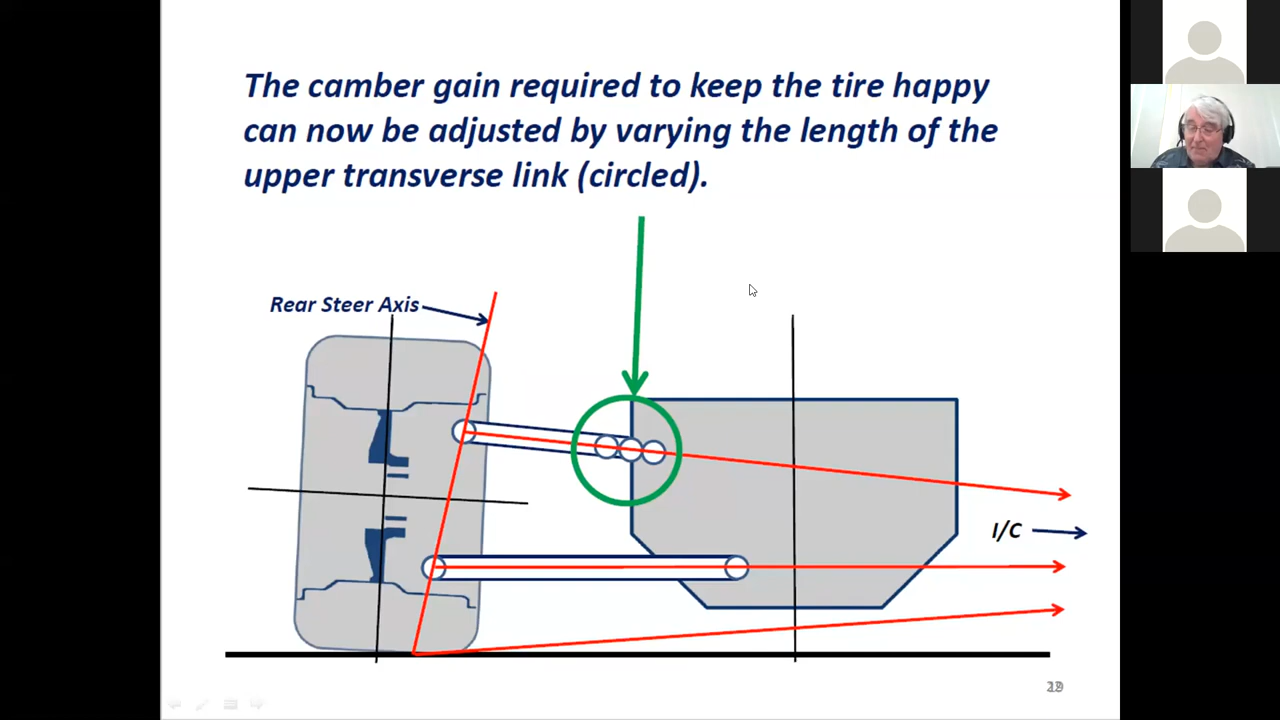 The camber gain required to keep the tire happy
can now be adjusted by varying the length of the
upper transverse link (circled).
Rear Steer Axis
I/C